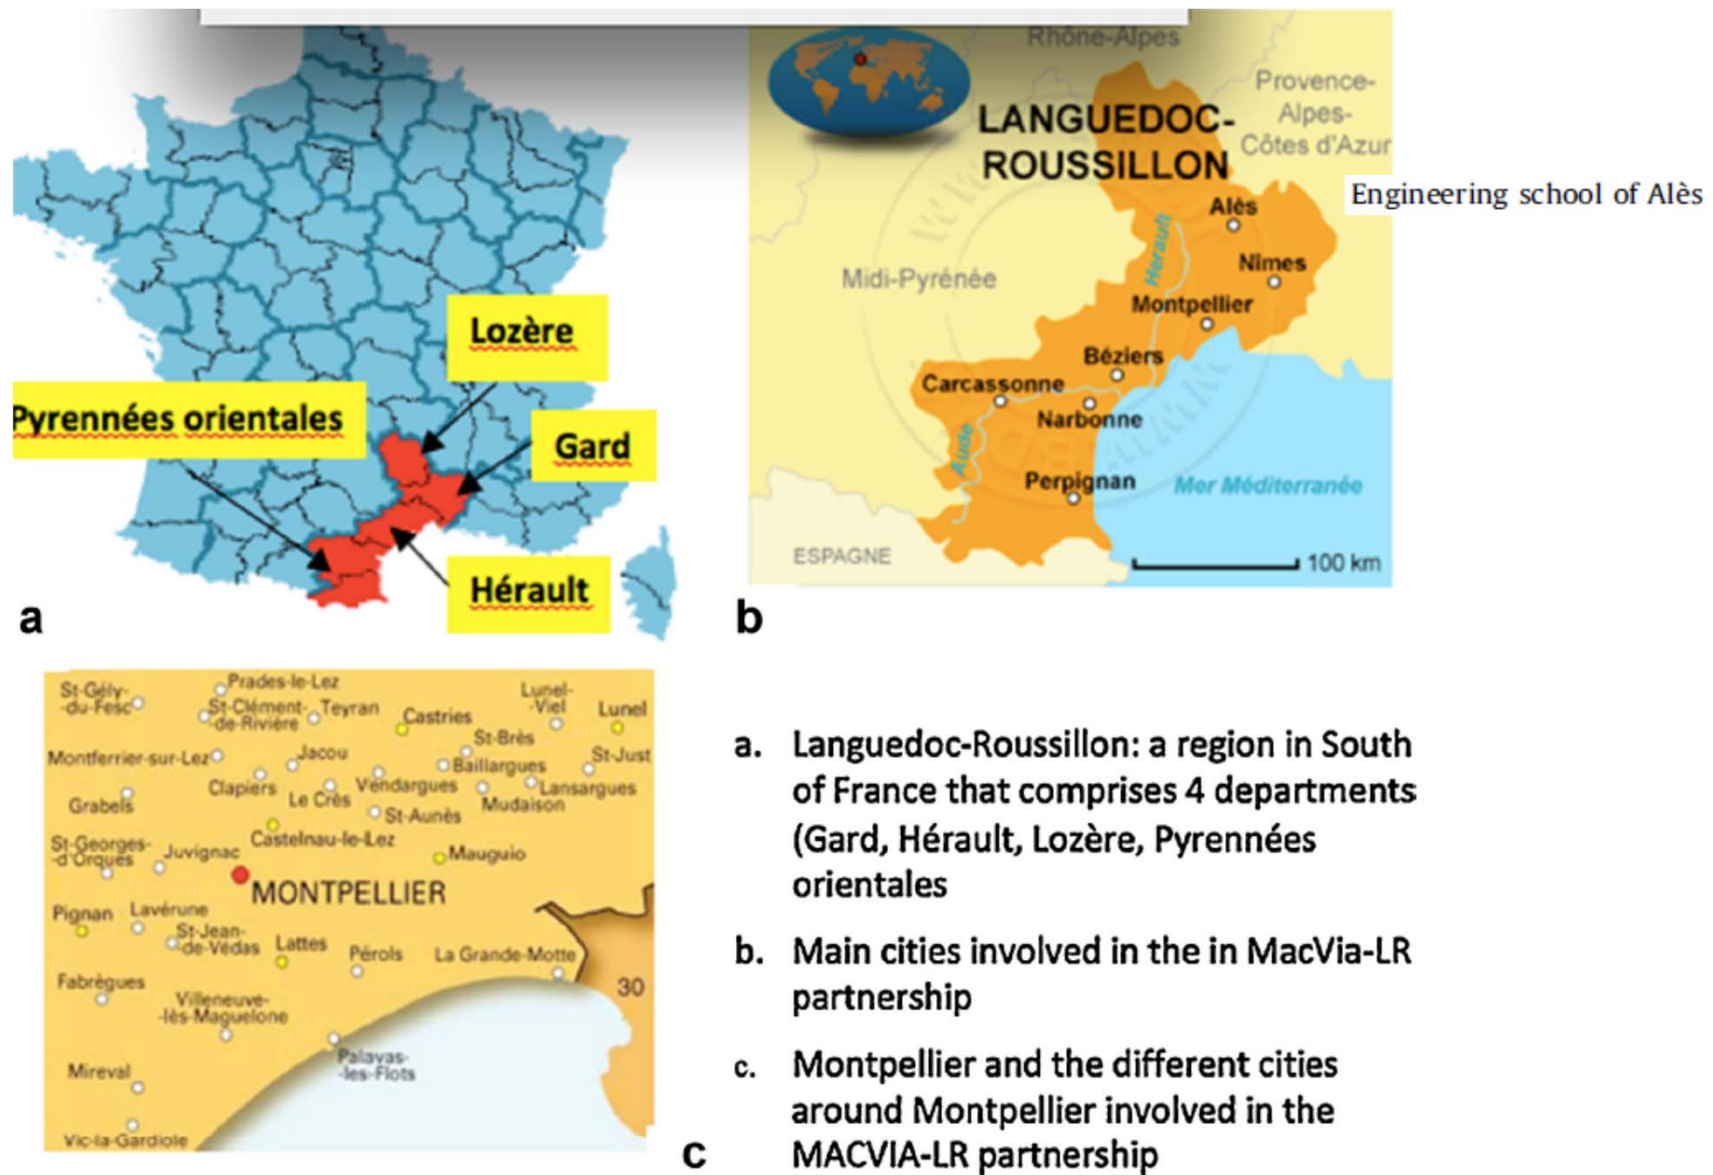 Lozère
Pyrennées orientales
Gard
Hérault
a
Rhône-Alpes
Provence-
Alpes-
Côtes d'Azur
LANGUEDOC-
ROUSSILLON
Engineering school of Alès
Alès
Hérault
Nîmes
Midi-Pyrénée
Montpellier
Béziers
Carcassonne
Narbonne
Aude
Perpignan
Mer Méditerranée
ESPAGNE
100 km
b
St-Gély-
-du-Fesc
Prades-le-Lez
St-Clément-
-de-Rivière
Teyran
Castries
Lunel-
-Viel
Lunel
St-Brès
Montferrier-sur-Lez
Jacou
Baillargues
St-Just
Clapiers
Le Crès
Vendargues
Lansargues
Grabels
Mudaison
St-Aunès
Castelnau-le-Lez
St-Georges-
-d'Orques
Juvignac
Mauguio
MONTPELLIER
Pignan
Lavérune
St-Jean-
-de-Védas
Lattes
Pérols
La Grande-Motte
Fabrègues
Villeneuve-
-lès-Maguelone
30
Palavas-
-les-Flots
Mireval
Vic-la-Gardiole
c
a. Languedoc-Roussillon: a region in South
of France that comprises 4 departments
(Gard, Hérault, Lozère, Pyrennées
orientales
b. Main cities involved in the in MacVia-LR
partnership
c. Montpellier and the different cities
around Montpellier involved in the
MACVIA-LR partnership